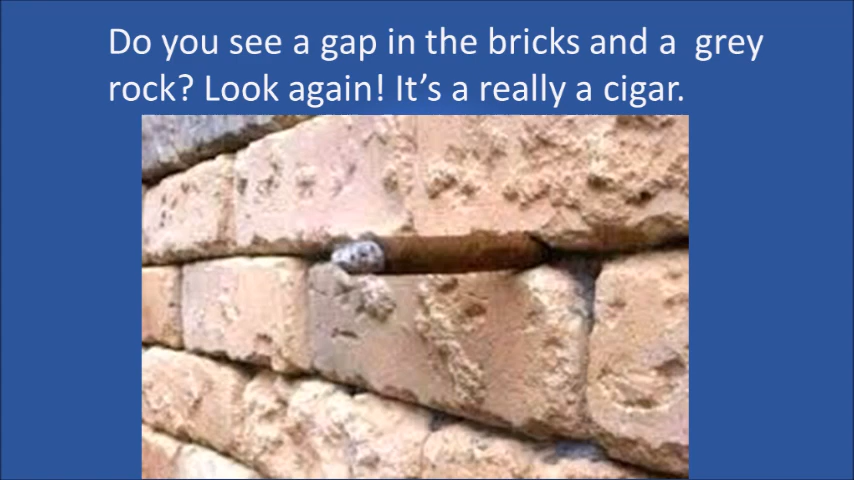 Do you see a gap in the bricks and a  grey
rock? Look again! It’s a really a cigar.